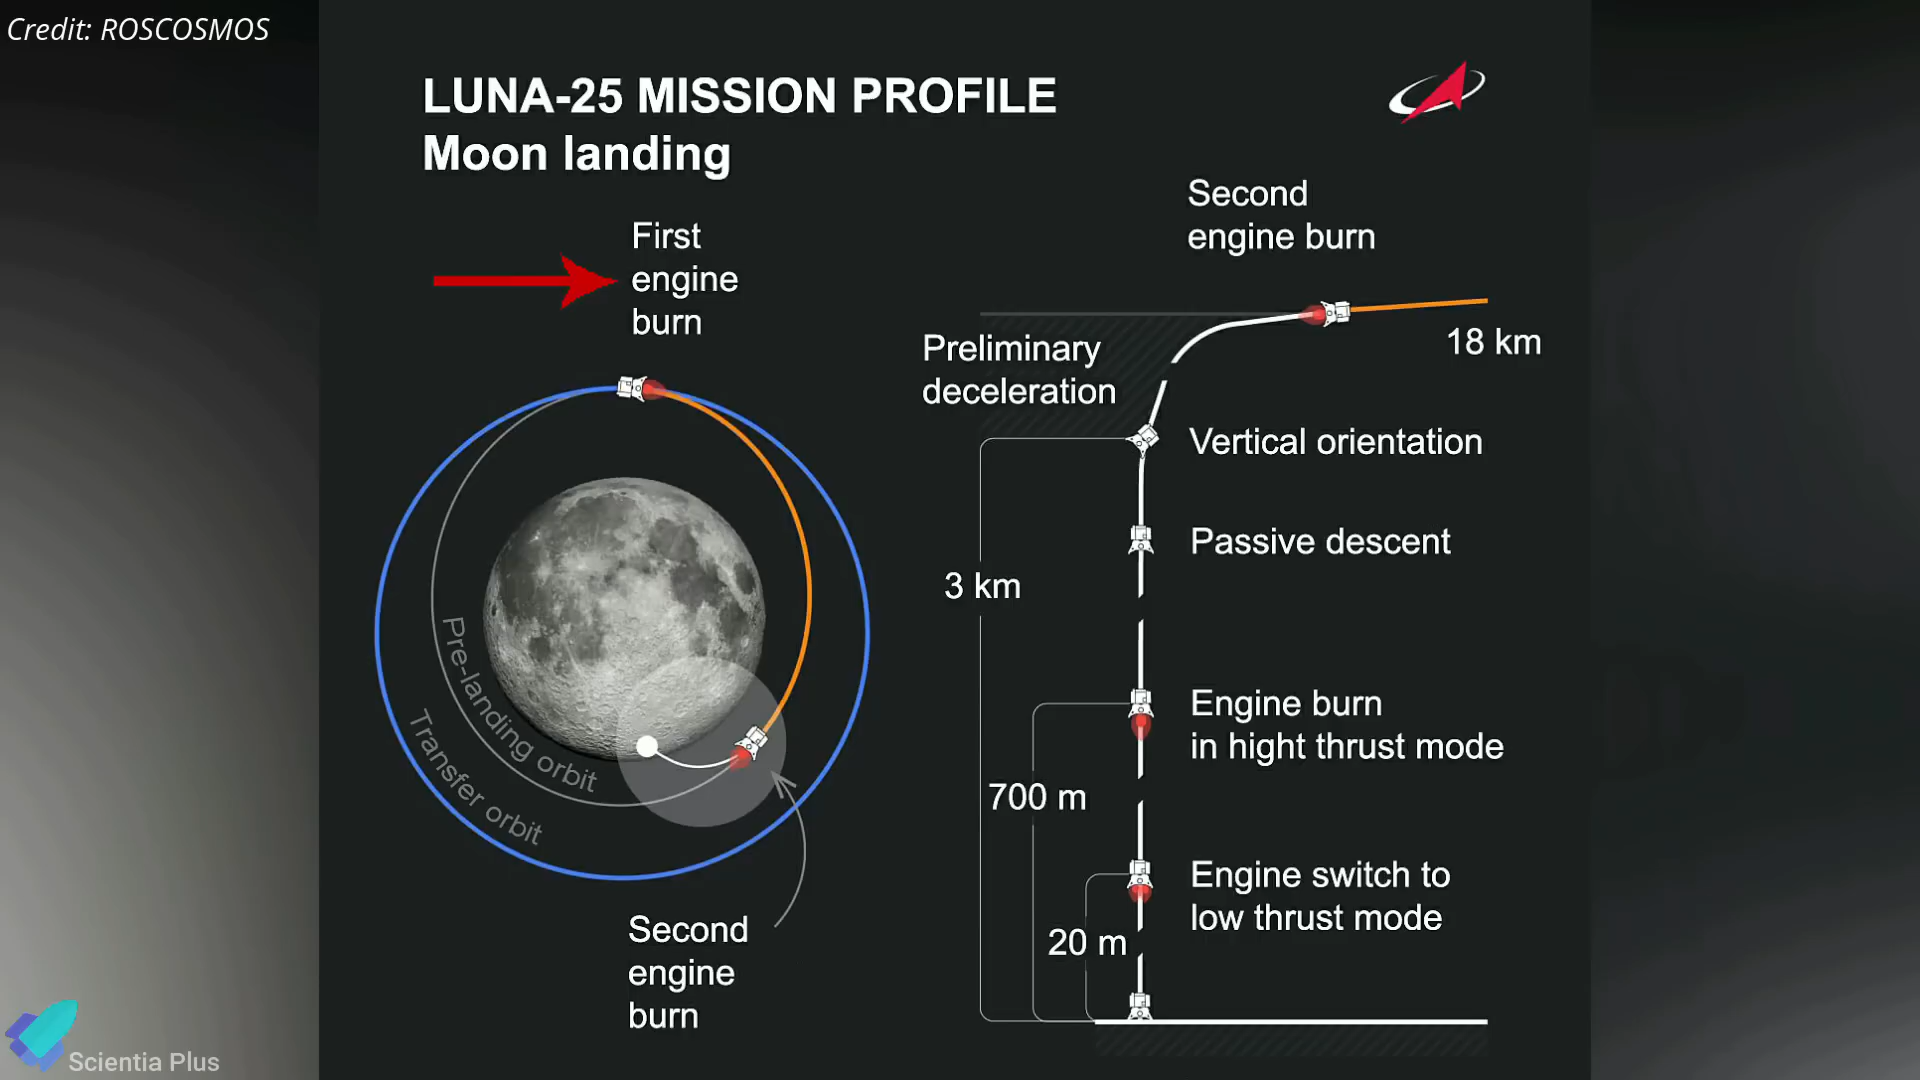 Credit: ROSCOSMOS
LUNA-25 MISSION PROFILE
Moon landing
First
engine
burn
Pre-landing orbit
Transfer orbit
Second
engine
burn
Second
engine burn
18 km
Preliminary
deceleration
Vertical orientation
Passive descent
3 km
Engine burn
in hight thrust mode
700 m
Engine switch to
low thrust mode
20 m
Scientia Plus